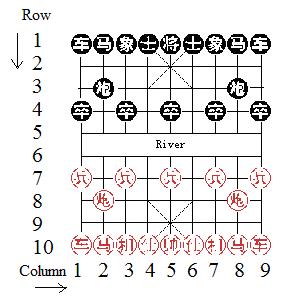 Row
1 车 马 象 士 将 士 象 马 车
2
3 炮 炮
4 卒 卒 卒 卒 卒
5 River
6
7 兵 兵 兵 兵 兵
8 炮 炮
9
10 车 马 相 仕 帅 仕 相 马 车
Column 1 2 3 4 5 6 7 8 9